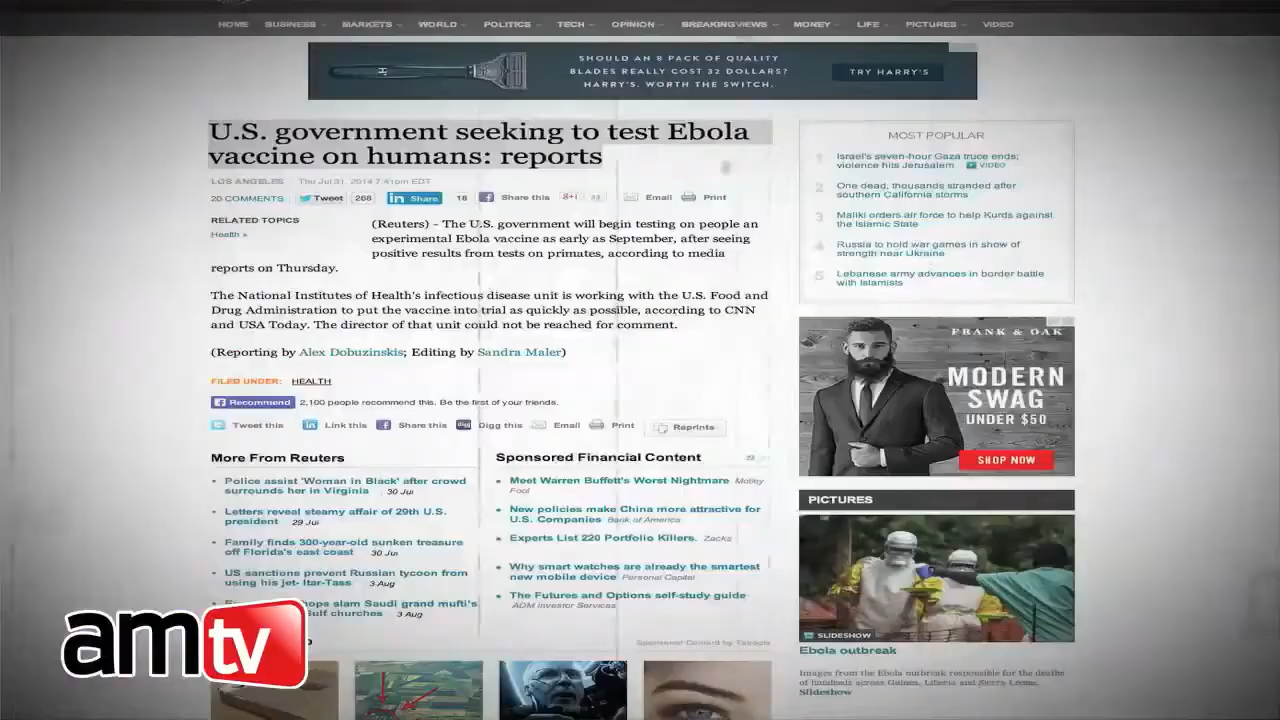 HOME BUSINESS MARKETS WORLD POLITICS TECH OPINION BREAKINGVIEWS MONEY LIFE PICTURES VIDEO
SHOULD AN 8 PACK OF QUALITY
BLADES REALLY COST 32 DOLLARS?
HARRY'S. WORTH THE SWITCH.
TRY HARRY'S
U.S. government seeking to test Ebola
vaccine on humans: reports
LOS ANGELES Thu Jul 31, 2014 7:41pm EDT
20 COMMENTS Tweet 268 in Share 18 Share this g+1 Email Print
RELATED TOPICS
Health »
(Reuters) - The U.S. government will begin testing on people an
experimental Ebola vaccine as early as September, after seeing
positive results from tests on primates, according to media
reports on Thursday.
The National Institutes of Health's infectious disease unit is working with the U.S. Food and
Drug Administration to put the vaccine into trial as quickly as possible, according to CNN
and USA Today. The director of that unit could not be reached for comment.
(Reporting by Alex Dobuzinskis; Editing by Sandra Maler)
FILED UNDER: HEALTH
Recommend 2,100 people recommend this. Be the first of your friends.
Tweet this Link this Share this Digg this Email Print Reprints
More From Reuters
Police assist 'Woman in Black' after crowd
surrounds her in Virginia 30 Jul
Letters reveal steamy affair of 29th U.S.
president 29 Jul
Family finds 300-year-old sunken treasure
off Florida's east coast 30 Jul
US sanctions prevent Russian tycoon from
using his jet- Itar-Tass 3 Aug
slam Saudi grand mufti's
Gulf churches 3 Aug
Sponsored Financial Content
Meet Warren Buffett's Worst Nightmare Motley
Fool
New policies make China more attractive for
U.S. Companies Bank of America
Experts List 220 Portfolio Killers. Zacks
Why smart watches are already the smartest
new mobile device Personal Capital
The Futures and Options self-study guide
ADM Investor Services
Sponsored Content by Taboola
MOST POPULAR
1 Israel's seven-hour Gaza truce ends;
violence hits Jerusalem VIDEO
2 One dead, thousands stranded after
southern California storms
3 Maliki orders air force to help Kurds against
the Islamic State
4 Russia to hold war games in show of
strength near Ukraine
5 Lebanese army advances in border battle
with Islamists
FRANK & OAK
MODERN
SWAG
UNDER $50
SHOP NOW
PICTURES
SLIDESHOW
Ebola outbreak
Images from the Ebola outbreak responsible for the deaths
of hundreds across Guinea, Liberia and Sierra Leone.
Slideshow
amtv